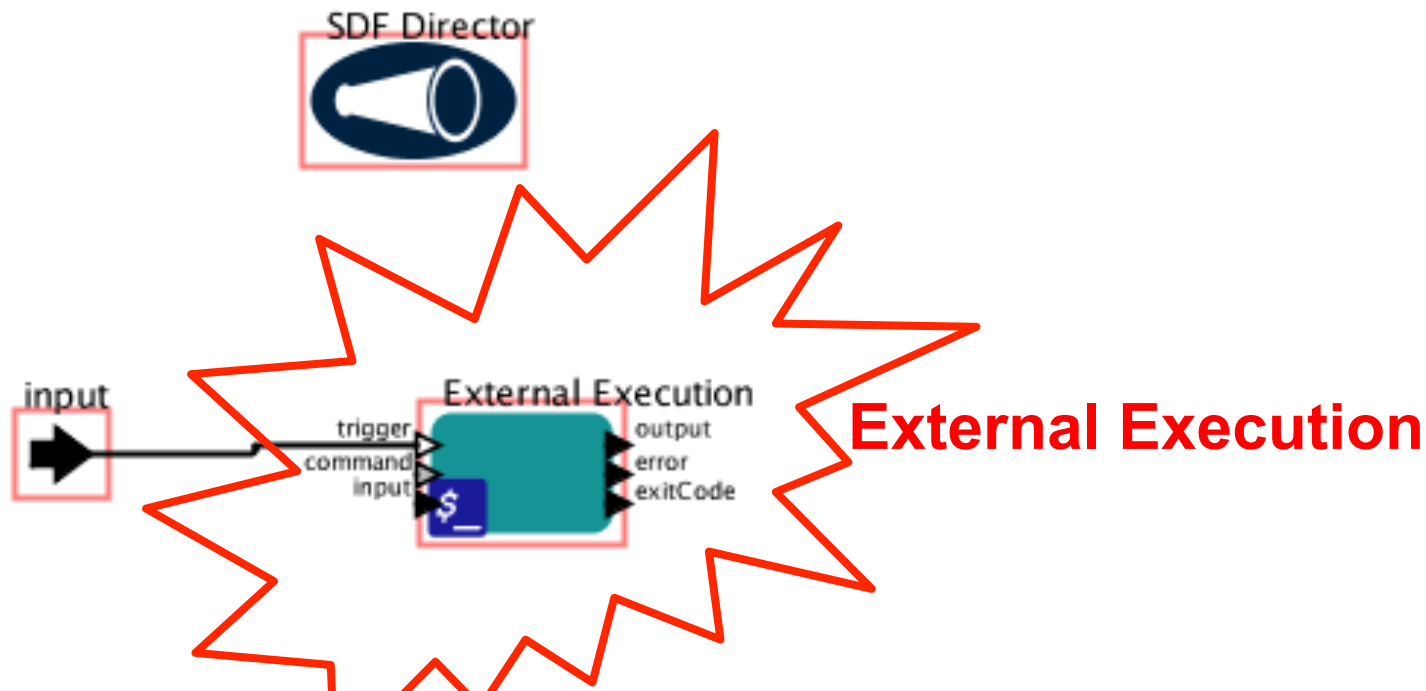 SDF Director
input
External Execution
trigger
command
input
$_
output
error
exitCode
External Execution